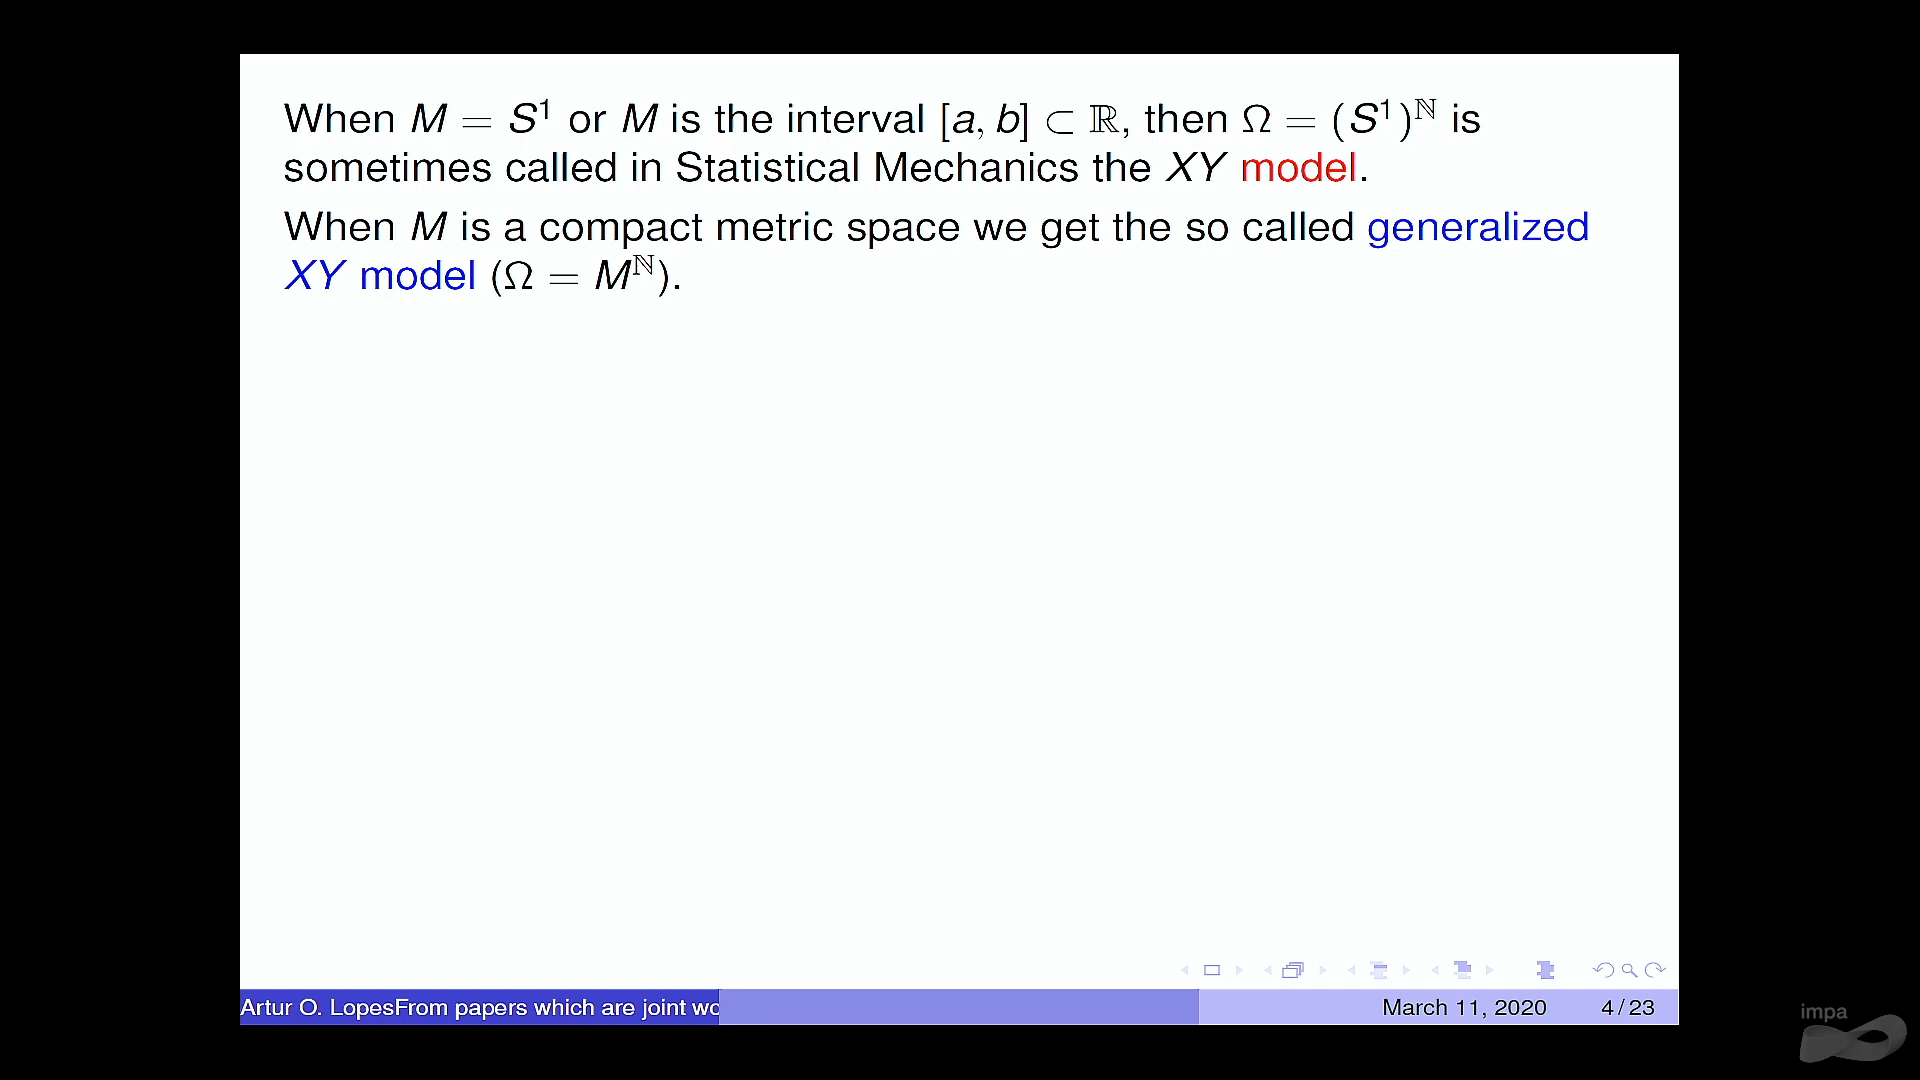 When M = S¹ or M is the interval [a, b] ⊂ ℝ, then Ω = (S¹)^ℕ is
sometimes called in Statistical Mechanics the XY model.
When M is a compact metric space we get the so called generalized
XY model (Ω = M^ℕ).
Artur O. LopesFrom papers which are joint wo
March 11, 2020
4 / 23
impa